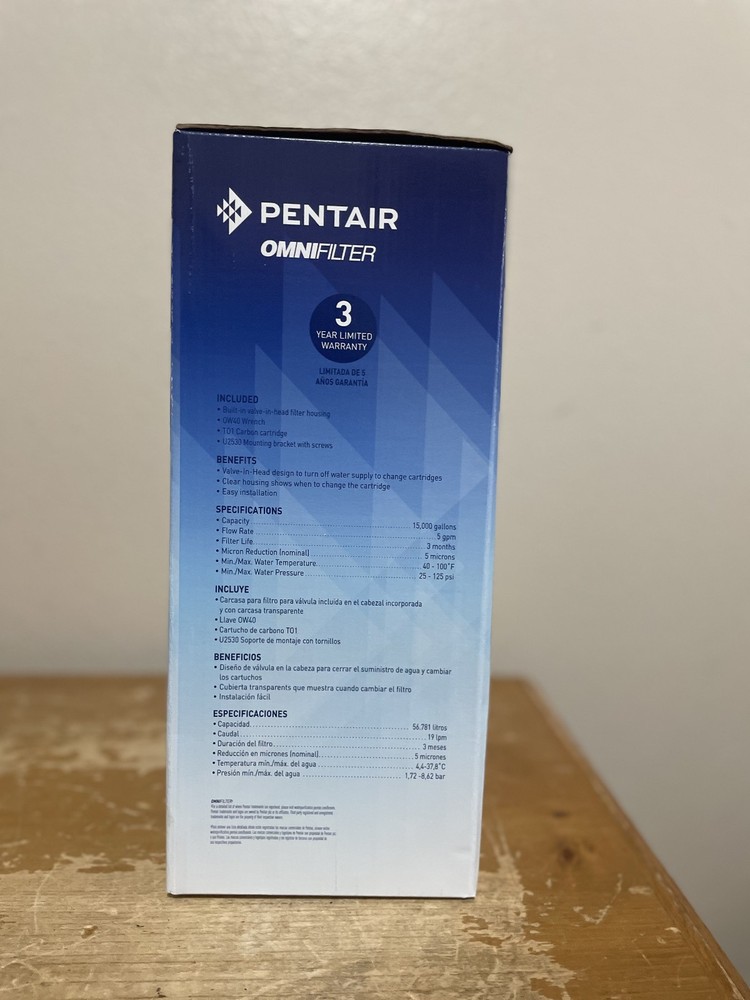 PENTAIR
OMNIFILTER
3
YEAR LIMITED
WARRANTY
LIMITADA DE 5
AÑOS GARANTÍA
INCLUDED
• Built-in valve-in-head filter housing
• OW40 Wrench
• TO1 Carbon cartridge
• U2530 Mounting bracket with screws
BENEFITS
• Valve-In-Head design to turn off water supply to change cartridges
• Clear housing shows when to change the cartridge
• Easy installation
SPECIFICATIONS
• Capacity 15,000 gallons
• Flow Rate 5 gpm
• Filter Life 3 months
• Micron Reduction (nominal) 5 microns
• Min./Max. Water Temperature 40 - 100˚F
• Min./Max. Water Pressure 25 - 125 psi
INCLUYE
• Carcasa para filtro para válvula incluida en el cabezal incorporada
y con carcasa transparente
• Llave OW40
• Cartucho de carbono TO1
• U2530 Soporte de montaje con tornillos
BENEFICIOS
• Diseño de válvula en la cabeza para cerrar el suministro de agua y cambiar
los cartuchos
• Cubierta transparents que muestra cuando cambiar el filtro
• Instalación fácil
ESPECIFICACIONES
• Capacidad 56.781 litros
• Caudal 19 lpm
• Duración del filtro 3 meses
• Reducción en micrones (nominal) 5 micrones
• Temperatura mín./máx. del agua 4,4-37,8˚C
• Presión mín./máx. del agua 1,72 -8,62 bar
OMNIFILTER